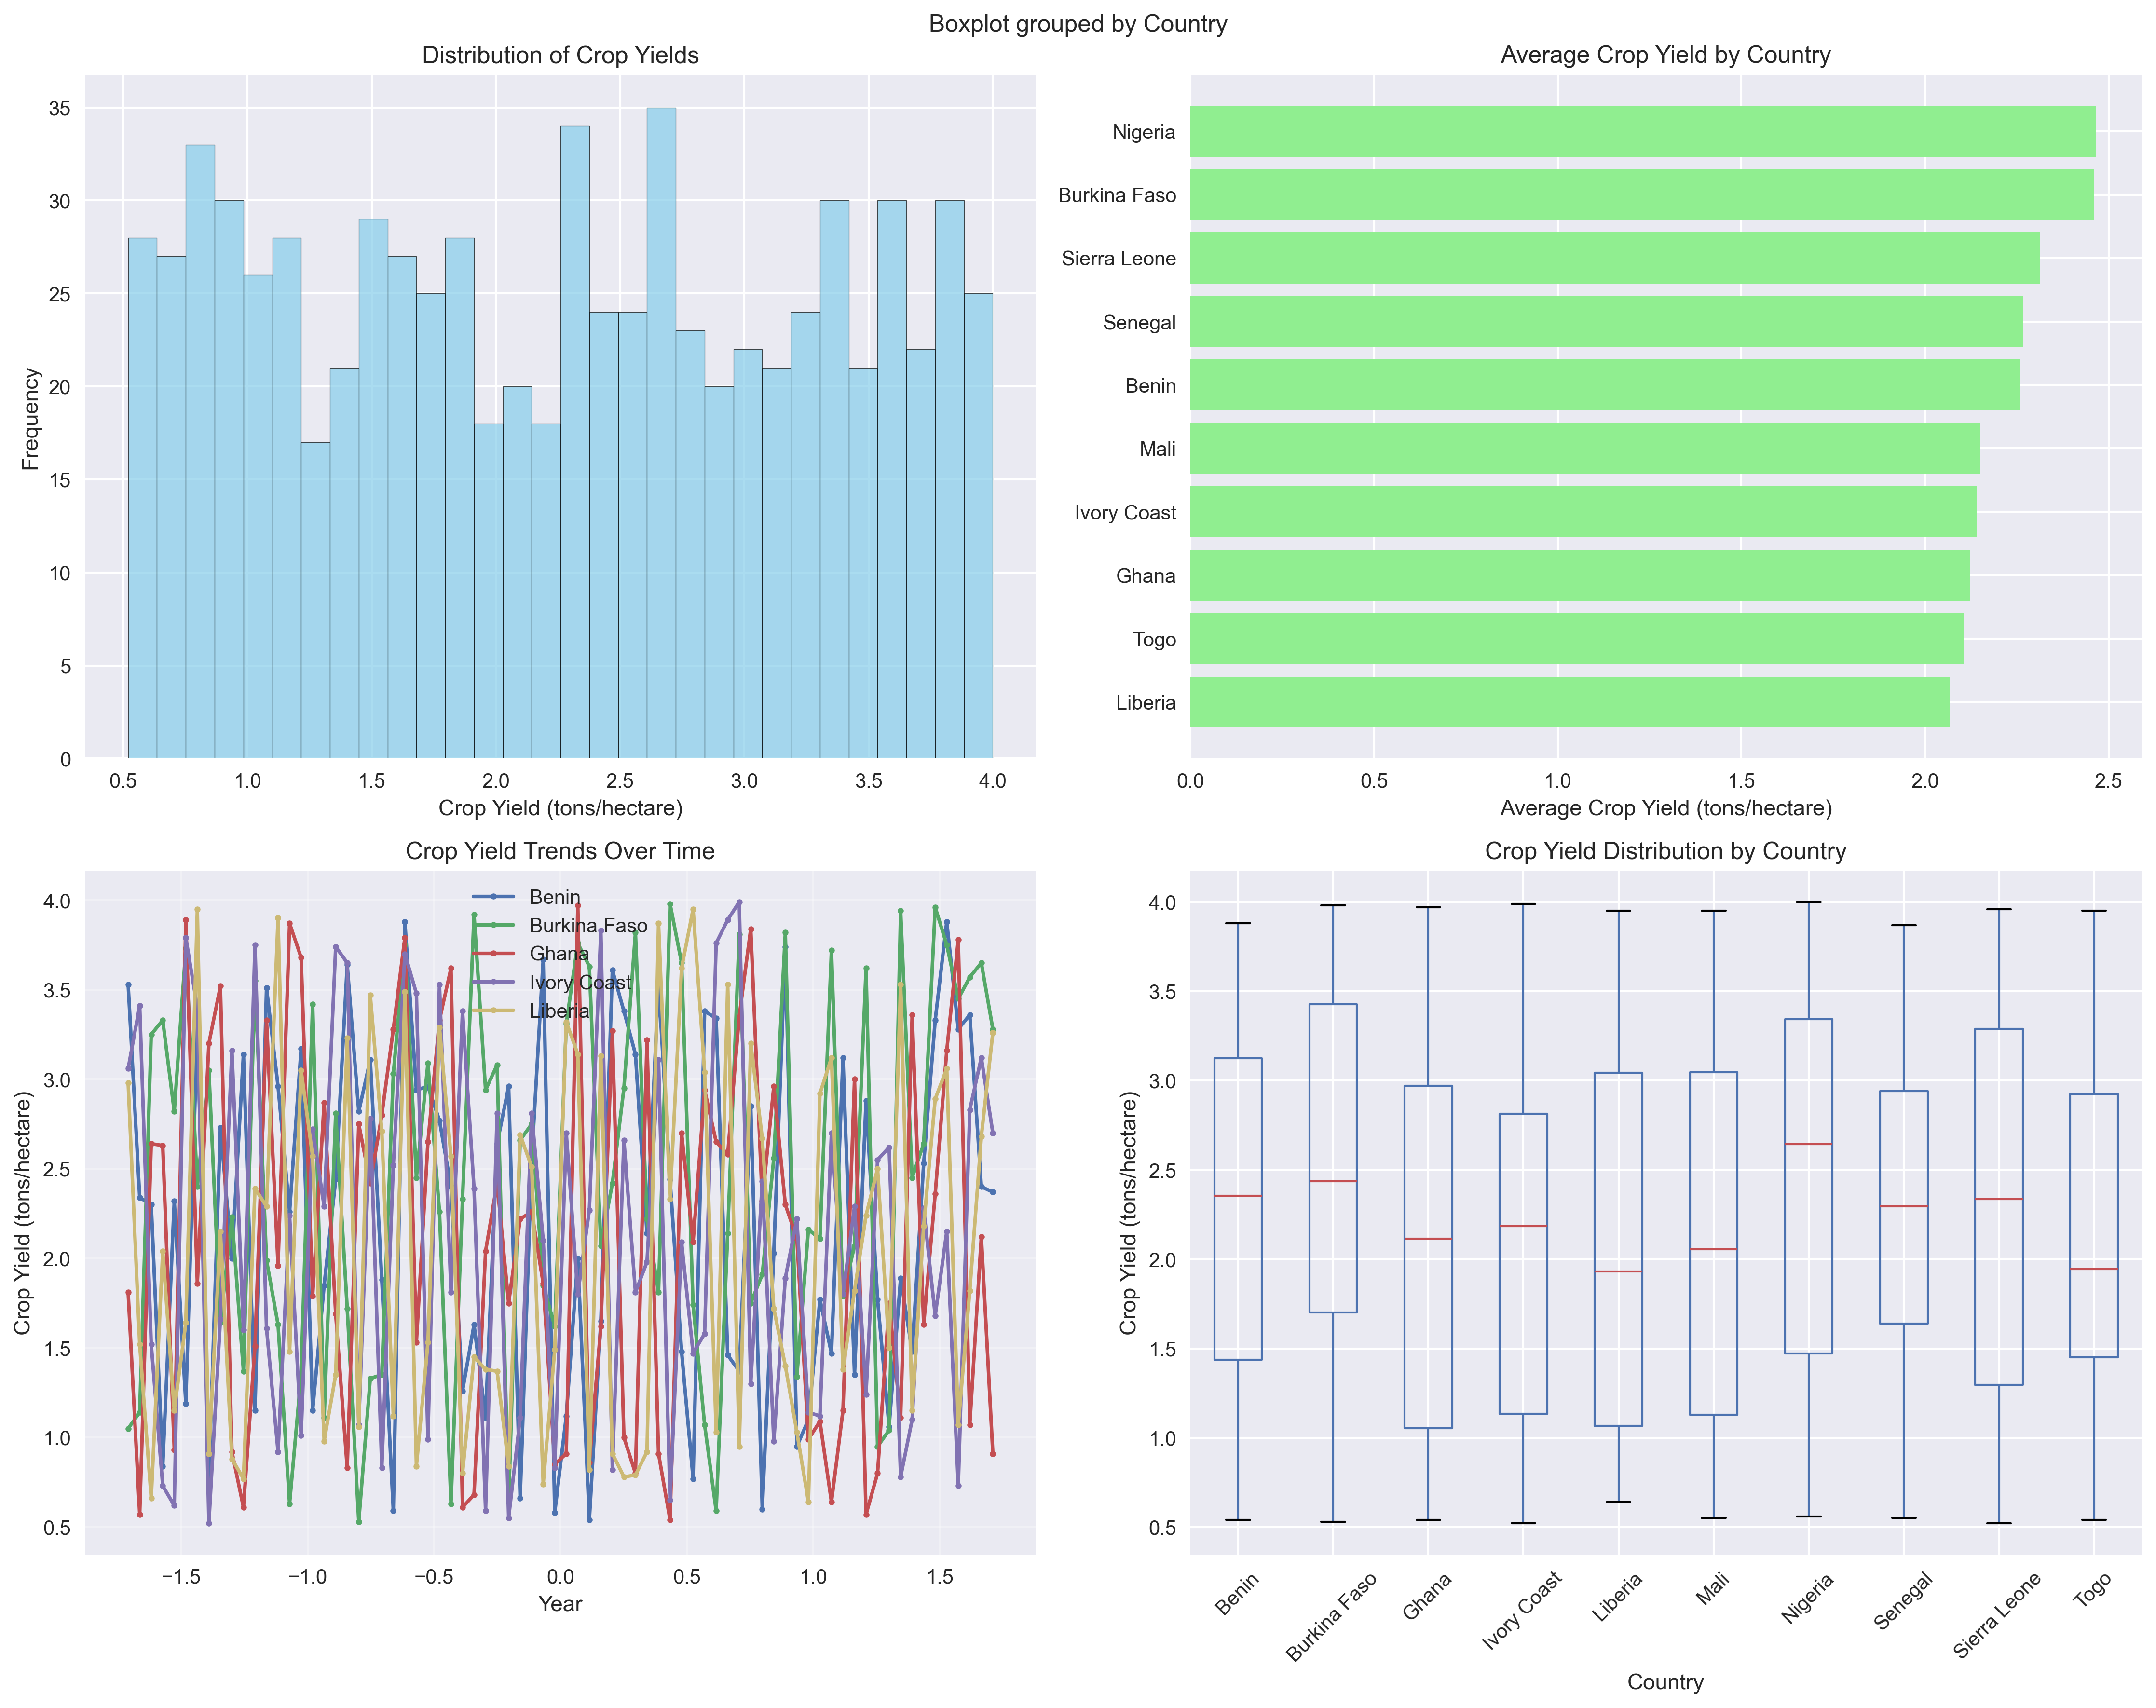 Boxplot grouped by Country
Distribution of Crop Yields
35
30
25
20
15
10
5
0
Frequency
0.5 1.0 1.5 2.0 2.5 3.0 3.5 4.0
Crop Yield (tons/hectare)
Average Crop Yield by Country
Nigeria
Burkina Faso
Sierra Leone
Senegal
Benin
Mali
Ivory Coast
Ghana
Togo
Liberia
0.0 0.5 1.0 1.5 2.0 2.5
Average Crop Yield (tons/hectare)
Crop Yield Trends Over Time
Benin
Burkina Faso
Ghana
Ivory Coast
Liberia
4.0
3.5
3.0
2.5
2.0
1.5
1.0
0.5
Crop Yield (tons/hectare)
−1.5 −1.0 −0.5 0.0 0.5 1.0 1.5
Year
Crop Yield Distribution by Country
4.0
3.5
3.0
2.5
2.0
1.5
1.0
0.5
Crop Yield (tons/hectare)
Benin
Burkina Faso
Ghana
Ivory Coast
Liberia
Mali
Nigeria
Senegal
Sierra Leone
Togo
Country